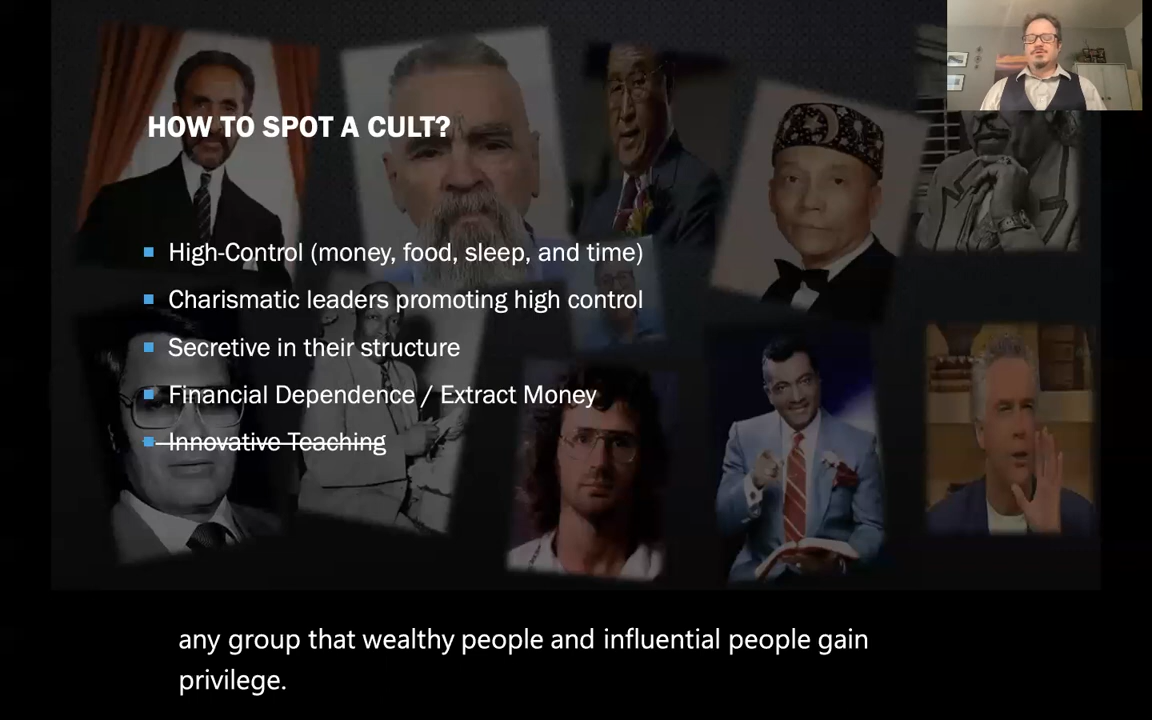 HOW TO SPOT A CULT?
High-Control (money, food, sleep, and time)
Charismatic leaders promoting high control
Secretive in their structure
Financial Dependence / Extract Money
Innovative Teaching
any group that wealthy people and influential people gain
privilege.